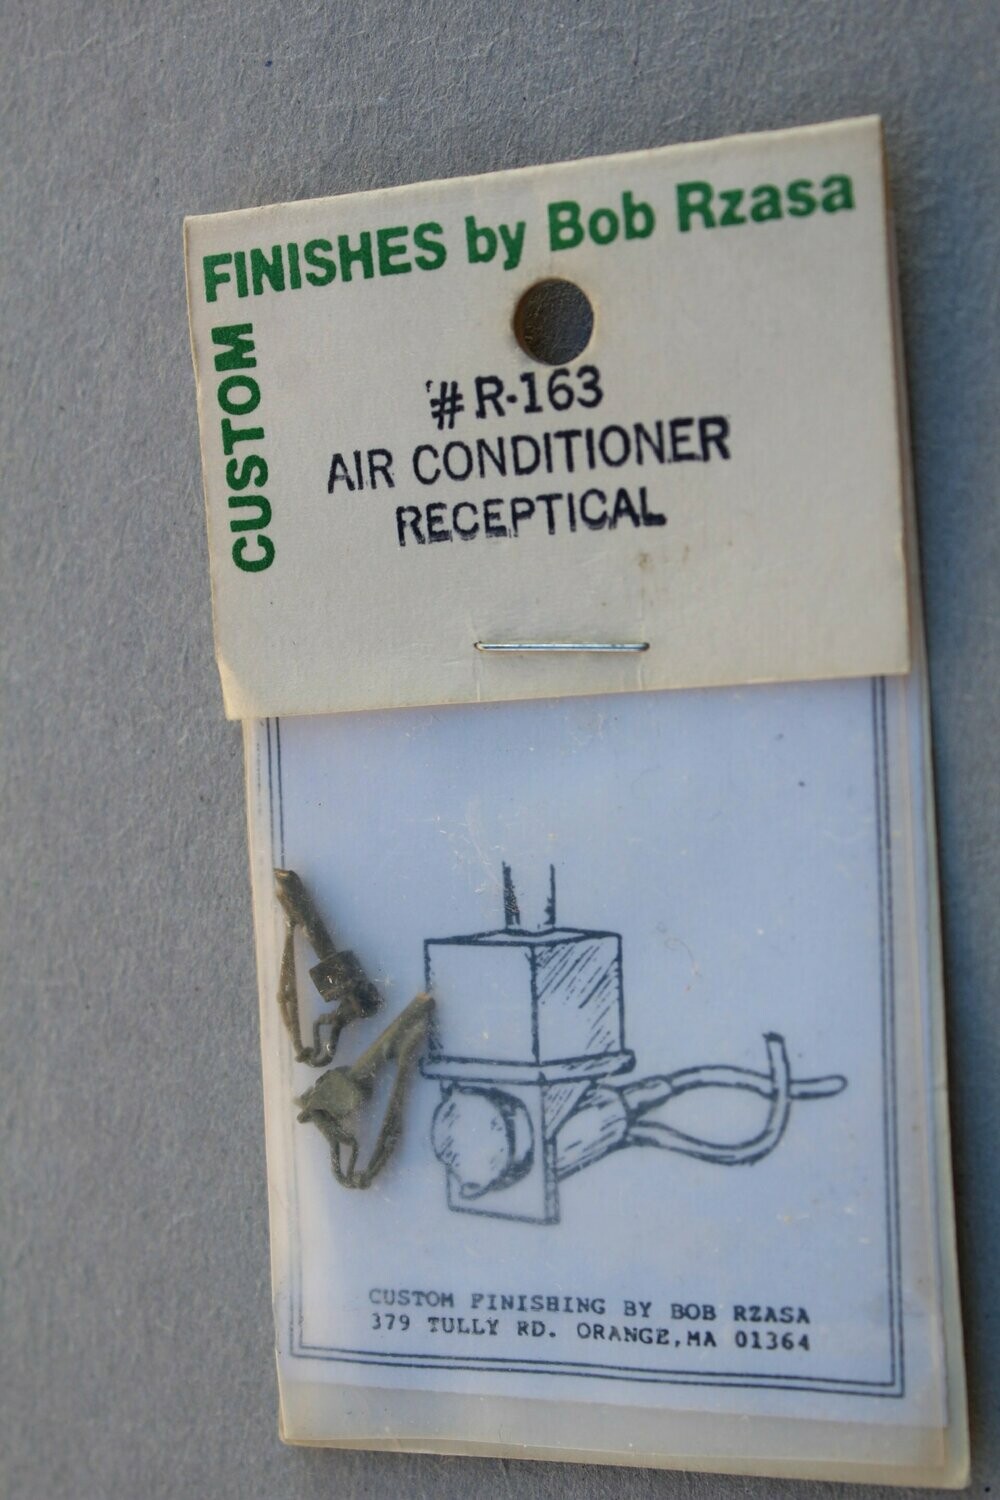 CUSTOM
FINISHES by Bob Rzasa
# R-163
AIR CONDITIONER
RECEPTICAL
CUSTOM FINISHING BY BOB RZASA
379 TULLY RD. ORANGE,MA 01364